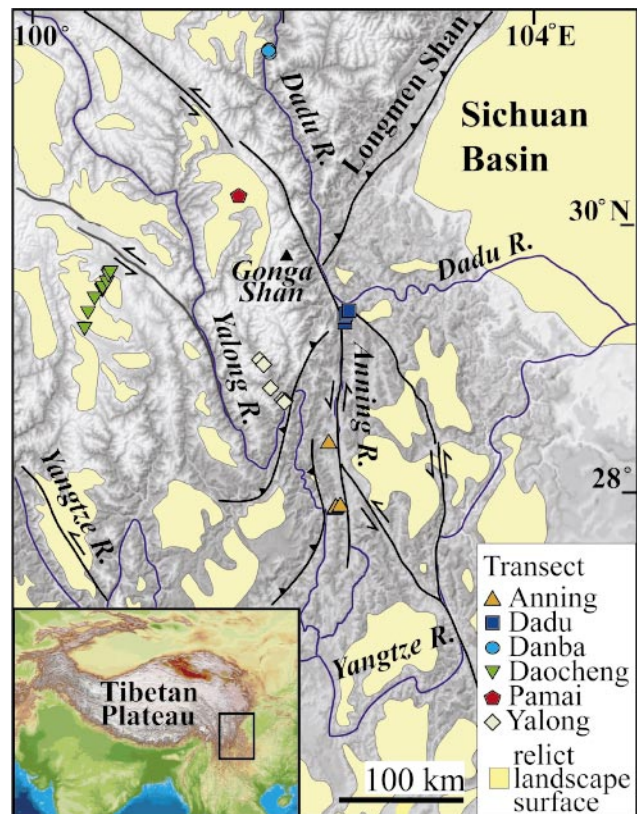 100°
104°E
Dadu R.
Longmen Shan
Sichuan
Basin
30°N
Gonga
Shan
Dadu R.
Yalong R.
Anning R.
28°
Yangtze R.
Yangtze R.
Transect
Anning
Dadu
Danba
Daocheng
Pamai
Yalong
relict
landscape
surface
Tibetan
Plateau
100 km